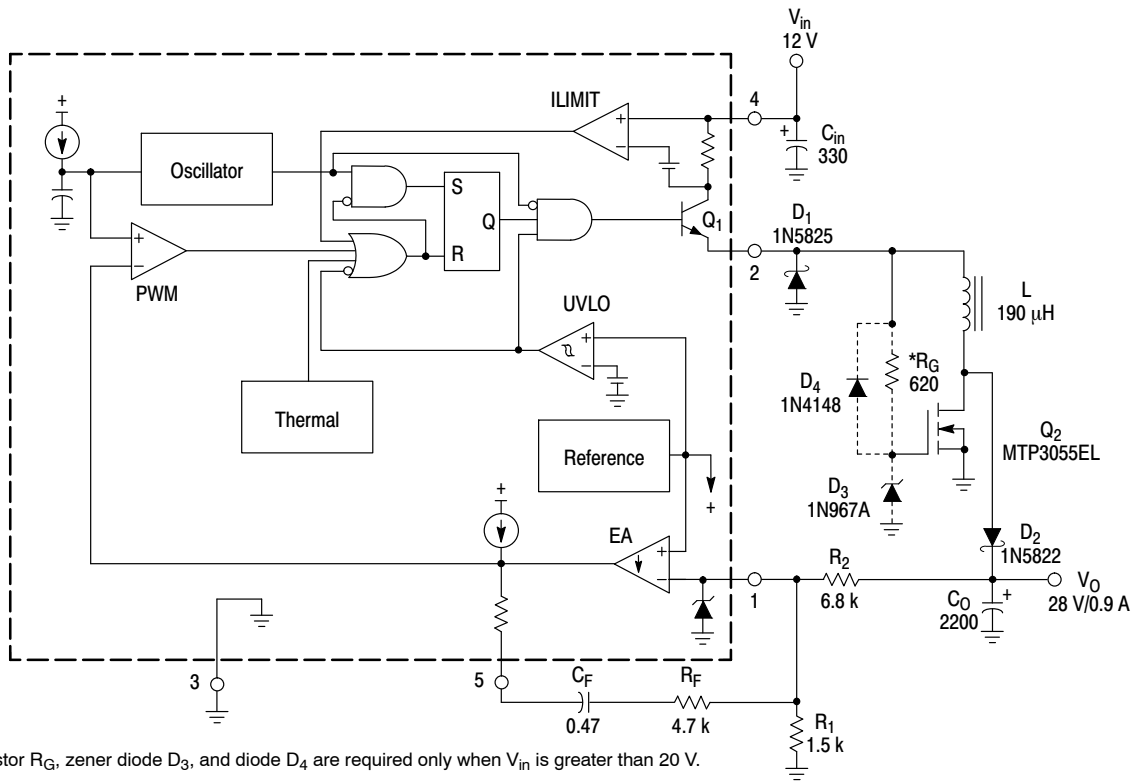 Vin
12 V
+
ILIMIT
4
+
−
+
Cin
330
Oscillator
S
Q
R
Q1
D1
1N5825
2
+
−
PWM
L
190 μH
UVLO
+
−
*RG
620
D4
1N4148
Thermal
Reference
+
Q2
MTP3055EL
D3
1N967A
+
EA
+
−
1
R2
6.8 k
D2
1N5822
VO
28 V/0.9 A
CO
2200
+
3
5
CF
0.47
RF
4.7 k
R1
1.5 k
stor RG, zener diode D3, and diode D4 are required only when Vin is greater than 20 V.